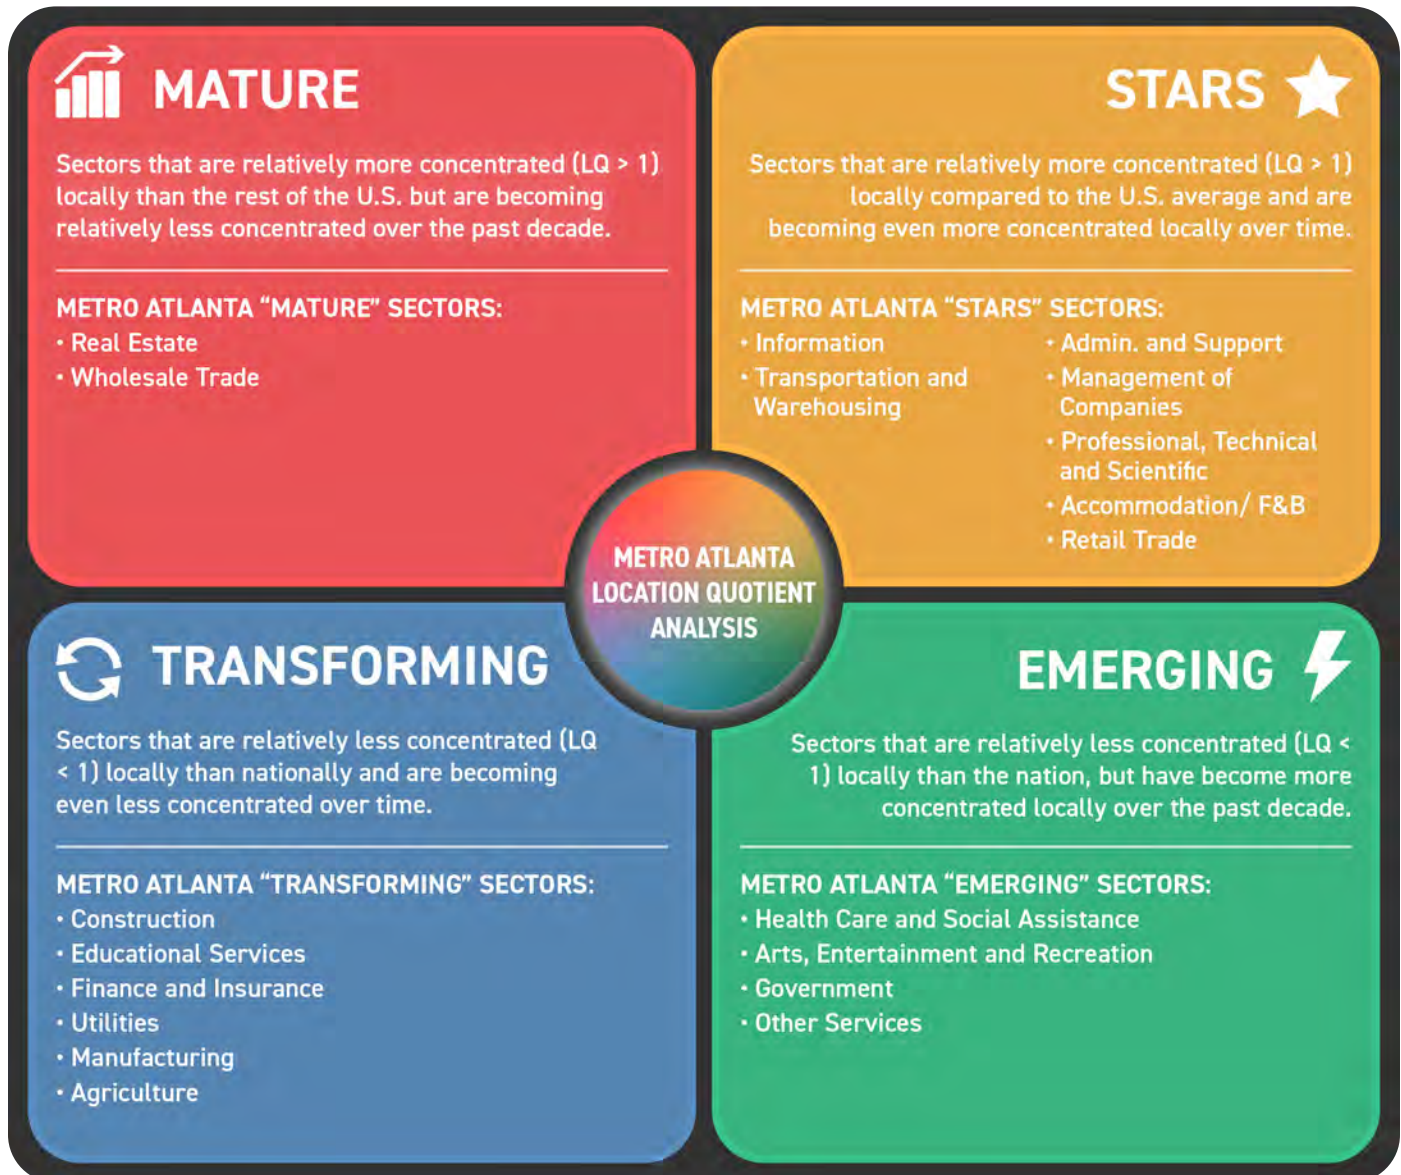 MATURE
Sectors that are relatively more concentrated (LQ > 1)
locally than the rest of the U.S. but are becoming
relatively less concentrated over the past decade.
METRO ATLANTA “MATURE” SECTORS:
• Real Estate
• Wholesale Trade
STARS
Sectors that are relatively more concentrated (LQ > 1)
locally compared to the U.S. average and are
becoming even more concentrated locally over time.
METRO ATLANTA “STARS” SECTORS:
• Information
• Transportation and
Warehousing
• Admin. and Support
• Management of
Companies
• Professional, Technical
and Scientific
• Accommodation/ F&B
• Retail Trade
METRO ATLANTA
LOCATION QUOTIENT
ANALYSIS
TRANSFORMING
Sectors that are relatively less concentrated (LQ
< 1) locally than nationally and are becoming
even less concentrated over time.
METRO ATLANTA “TRANSFORMING” SECTORS:
• Construction
• Educational Services
• Finance and Insurance
• Utilities
• Manufacturing
• Agriculture
EMERGING
Sectors that are relatively less concentrated (LQ <
1) locally than the nation, but have become more
concentrated locally over the past decade.
METRO ATLANTA “EMERGING” SECTORS:
• Health Care and Social Assistance
• Arts, Entertainment and Recreation
• Government
• Other Services